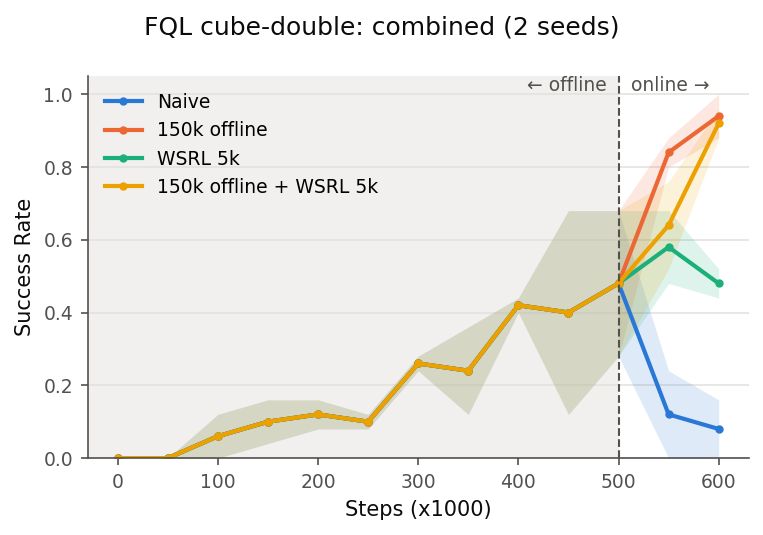 FQL cube-double: combined (2 seeds)
← offline
online →
Naive
150k offline
WSRL 5k
150k offline + WSRL 5k
1.0
0.8
0.6
0.4
0.2
0.0
Success Rate
0 100 200 300 400 500 600
Steps (x1000)